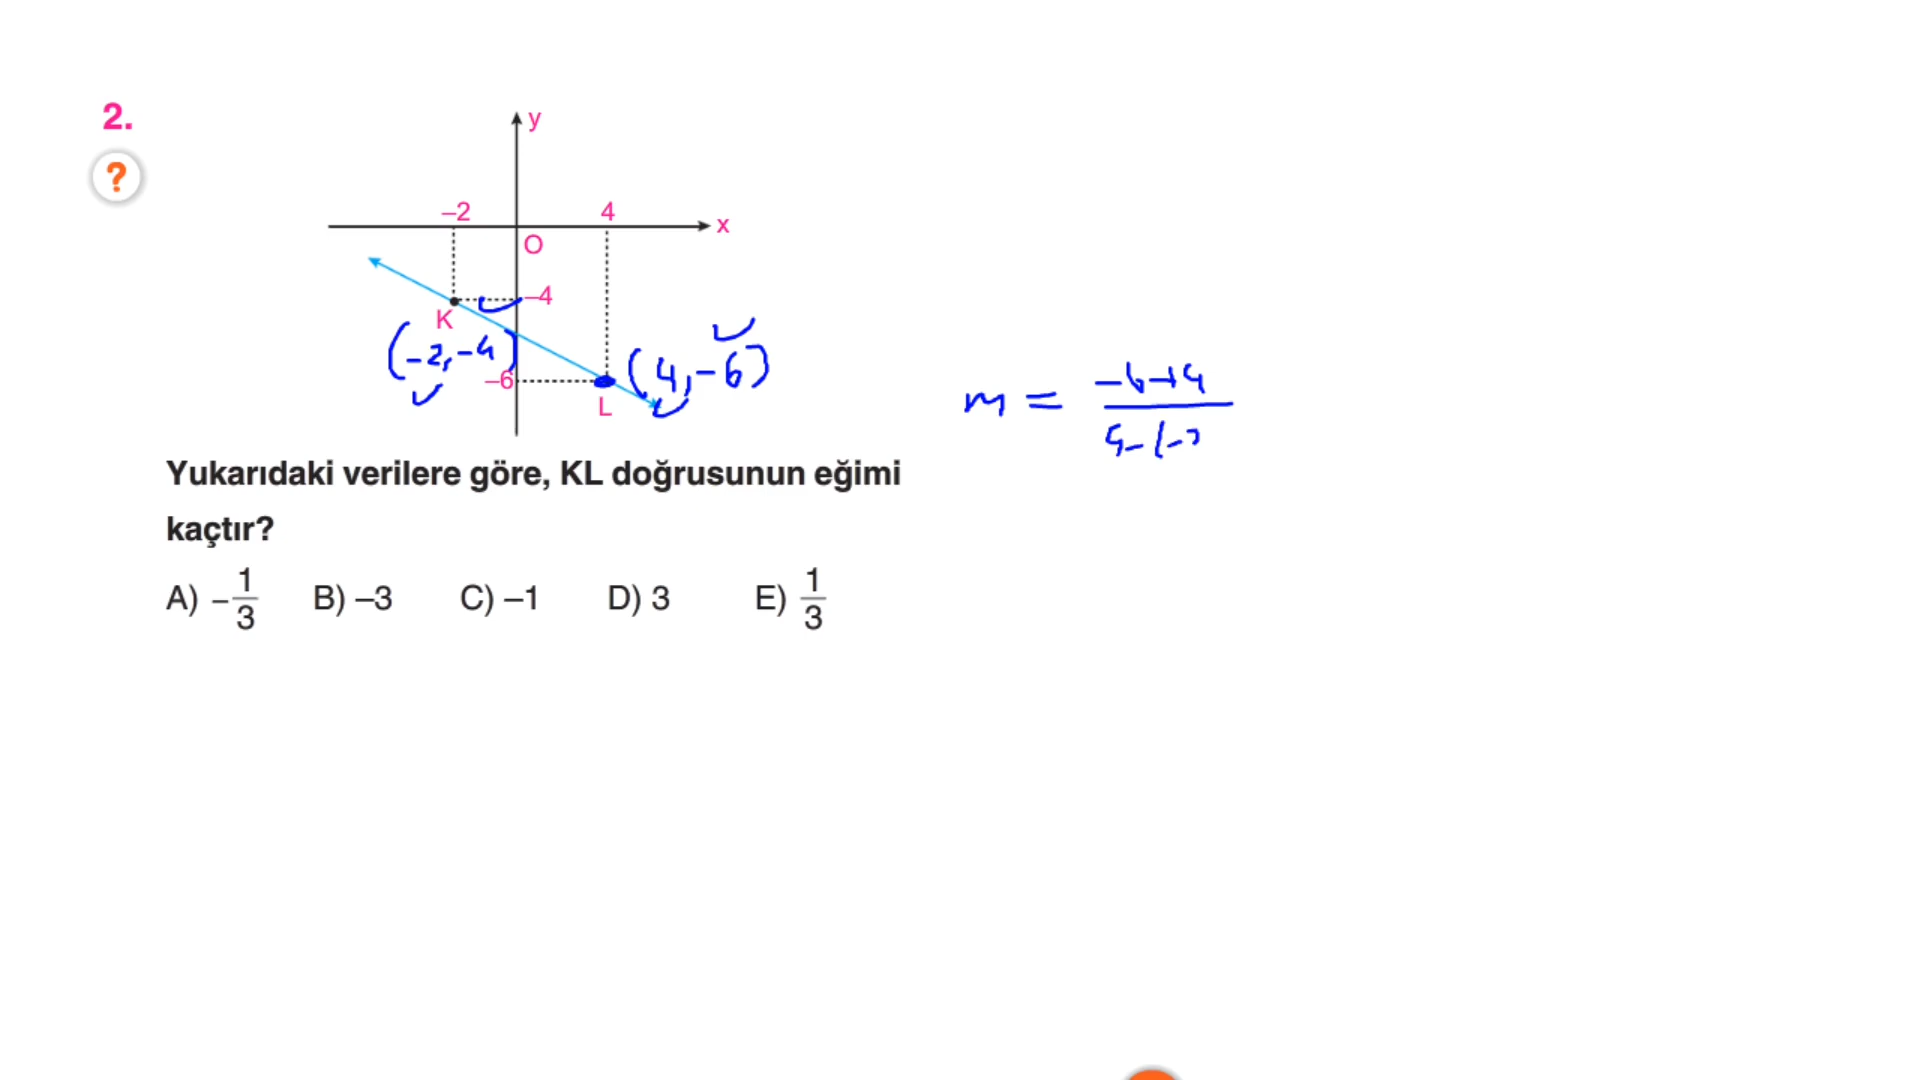 2.
?
y
–2
4
x
O
–4
K
(-2,-4)
–6
(4,-6)
L
m = -6+4
4-(-2
Yukarıdaki verilere göre, KL doğrusunun eğimi
kaçtır?
A) -1/3 B) –3 C) –1 D) 3 E) 1/3